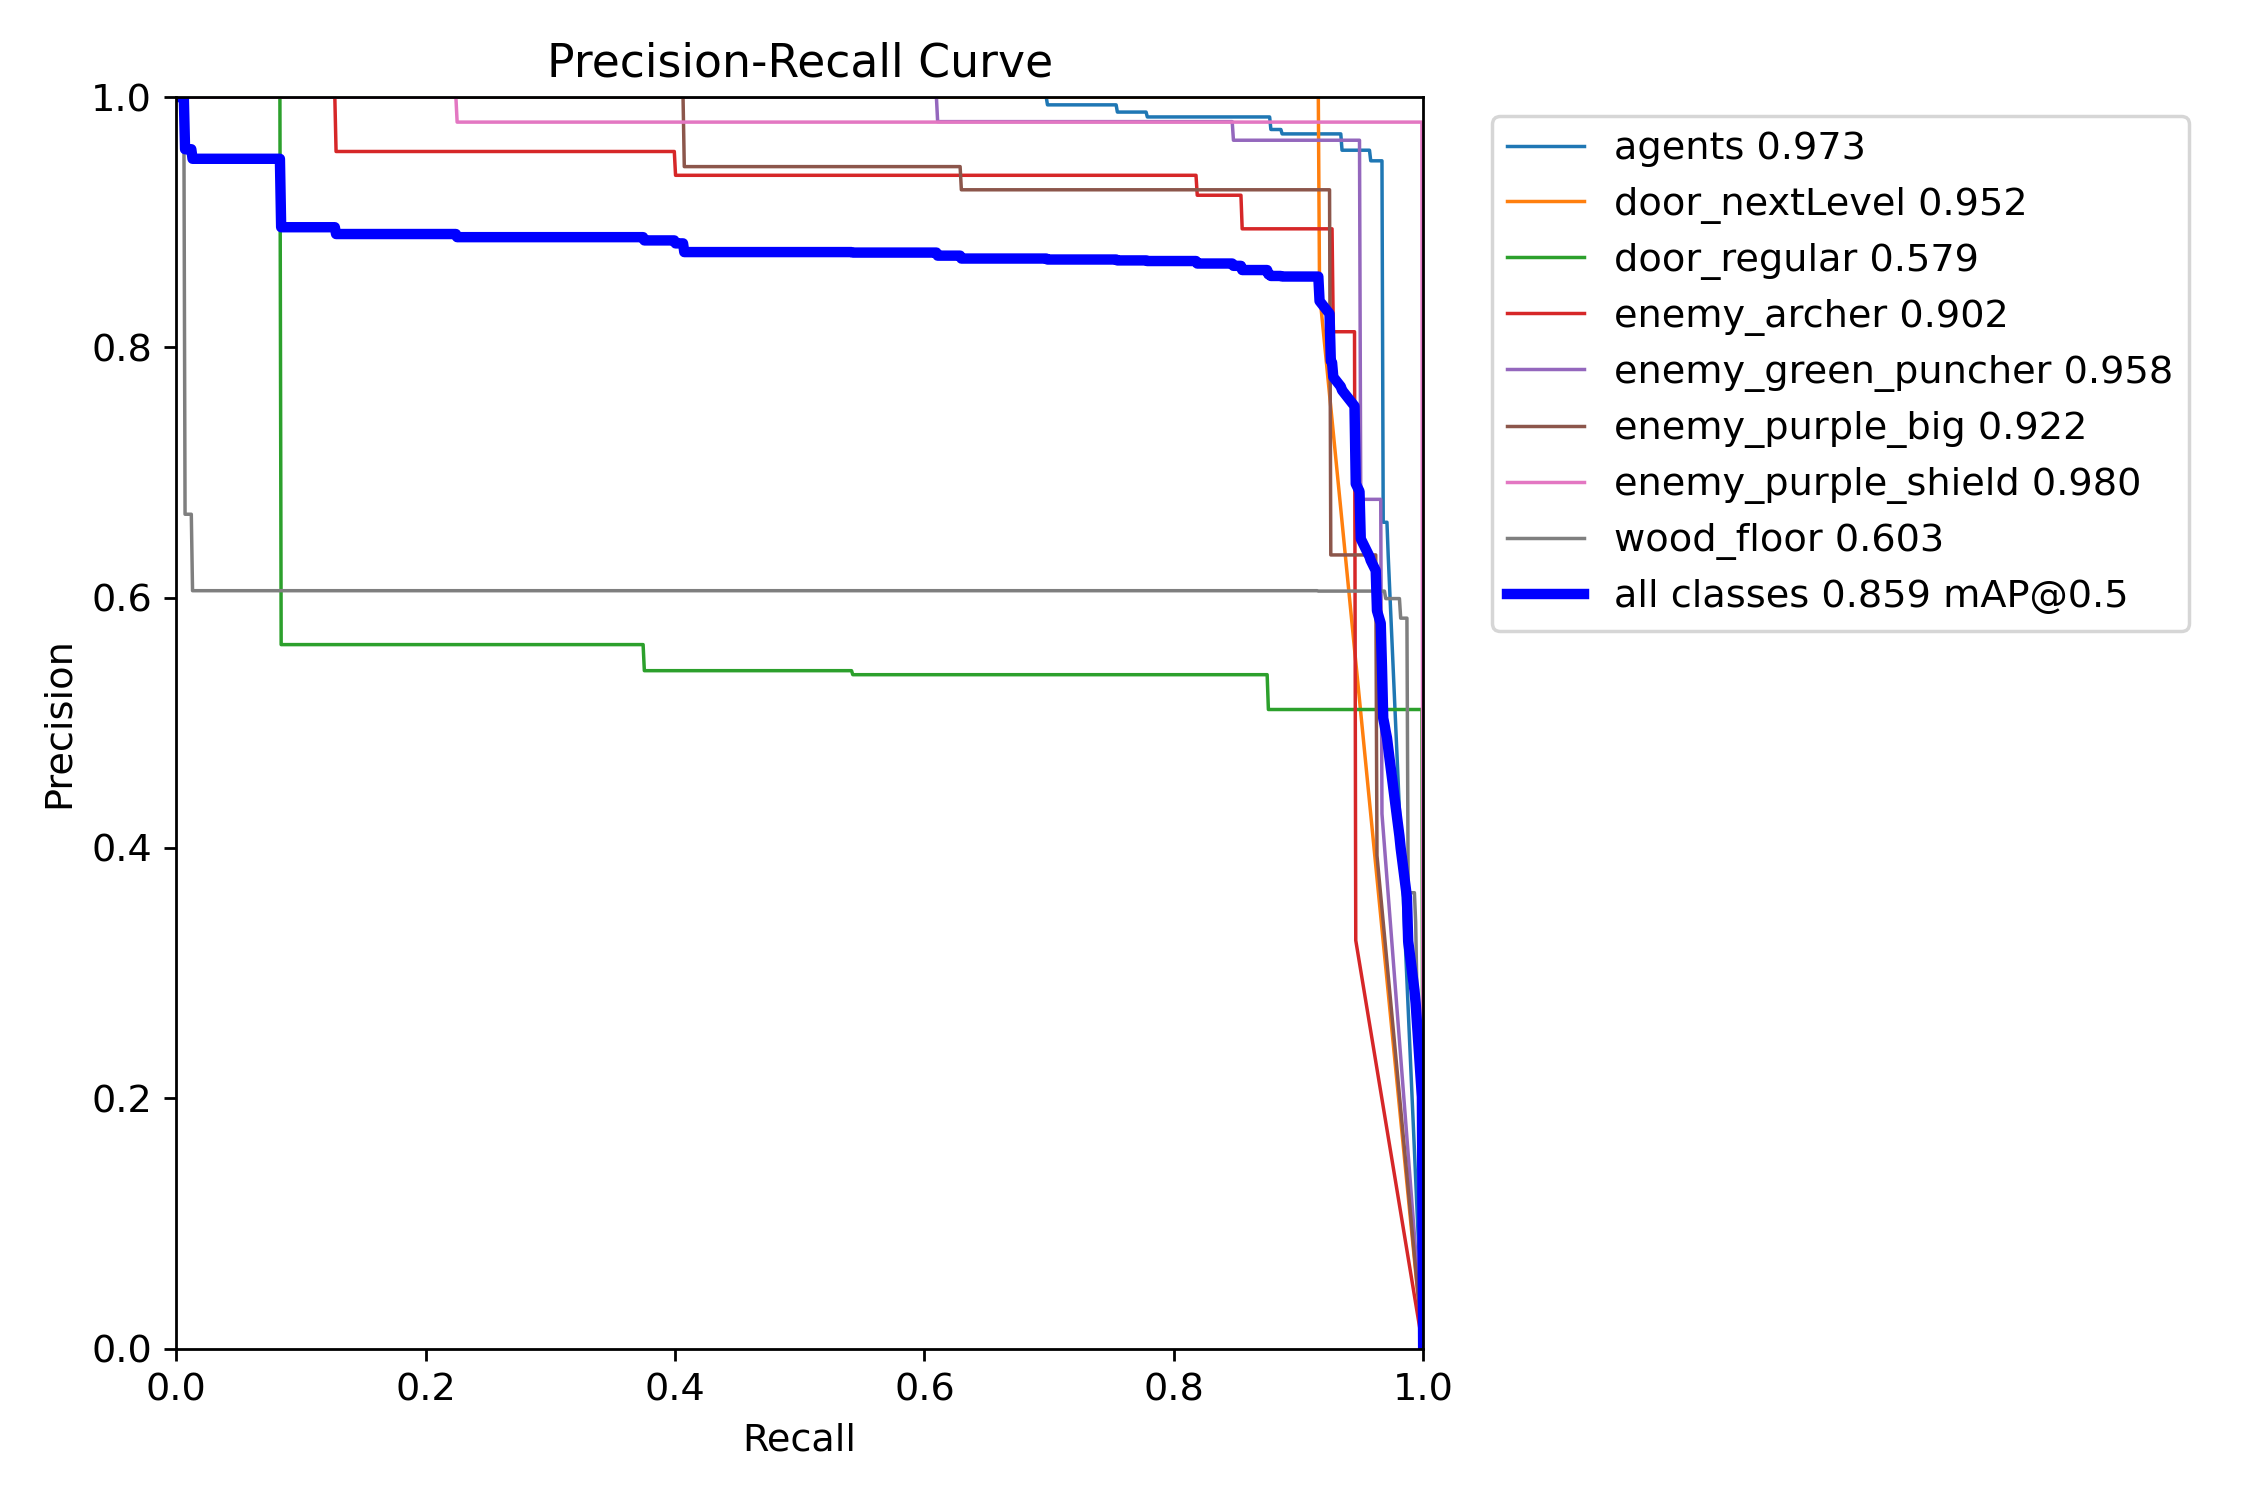 Precision-Recall Curve
1.0
0.8
0.6
0.4
0.2
0.0
Precision
0.0 0.2 0.4 0.6 0.8 1.0
Recall
agents 0.973
door_nextLevel 0.952
door_regular 0.579
enemy_archer 0.902
enemy_green_puncher 0.958
enemy_purple_big 0.922
enemy_purple_shield 0.980
wood_floor 0.603
all classes 0.859 mAP@0.5